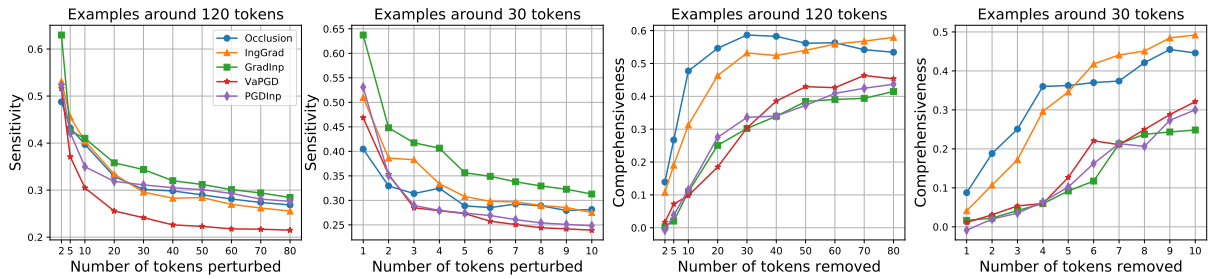 Examples around 120 tokens
Sensitivity
0.6
0.5
0.4
0.3
0.2
Occlusion
IngGrad
GradInp
VaPGD
PGDInp
2 5 10 20 30 40 50 60 70 80
Number of tokens perturbed
Examples around 30 tokens
Sensitivity
0.65
0.60
0.55
0.50
0.45
0.40
0.35
0.30
0.25
1 2 3 4 5 6 7 8 9 10
Number of tokens perturbed
Examples around 120 tokens
Comprehensiveness
0.6
0.5
0.4
0.3
0.2
0.1
0.0
2 5 10 20 30 40 50 60 70 80
Number of tokens removed
Examples around 30 tokens
Comprehensiveness
0.5
0.4
0.3
0.2
0.1
0.0
1 2 3 4 5 6 7 8 9 10
Number of tokens removed